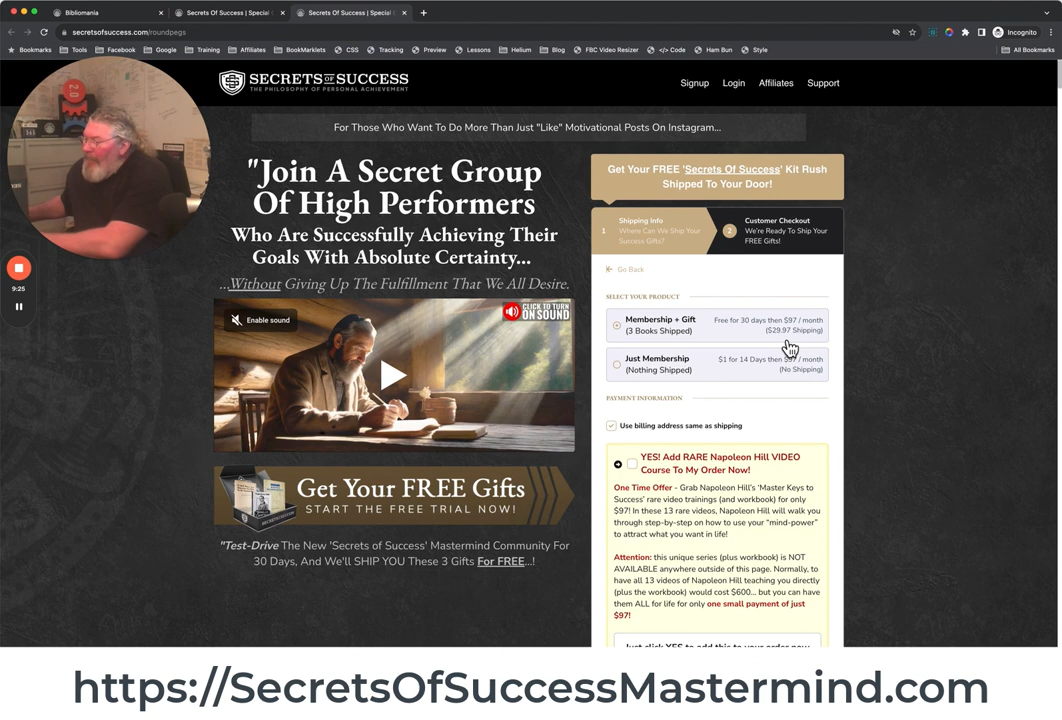 Bibliomania
Secrets Of Success | Special
Secrets Of Success | Special
secretsofsuccess.com/roundpegs
Incognito
Bookmarks
Tools
Facebook
Google
Training
Affiliates
BookMarklets
CSS
Tracking
Preview
Lessons
Helium
Blog
FBC Video Resizer
</> Code
Ham Bun
Style
All Bookmarks
SECRETS OF SUCCESS
THE PHILOSOPHY OF PERSONAL ACHIEVEMENT
Signup
Login
Affiliates
Support
For Those Who Want To Do More Than Just "Like" Motivational Posts On Instagram...
"Join A Secret Group
Of High Performers
Who Are Successfully Achieving Their
Goals With Absolute Certainty...
...Without Giving Up The Fulfillment That We All Desire.
Enable sound
CLICK TO TURN
ON SOUND
Get Your FREE Gifts
START THE FREE TRIAL NOW!
"Test-Drive The New 'Secrets of Success' Mastermind Community For
30 Days, And We'll SHIP YOU These 3 Gifts For FREE...!
9:25
Get Your FREE 'Secrets Of Success' Kit Rush
Shipped To Your Door!
1
Shipping Info
Where Can We Ship Your
Success Gifts?
2
Customer Checkout
We're Ready To Ship Your
FREE Gifts!
Go Back
SELECT YOUR PRODUCT
Membership + Gift
(3 Books Shipped)
Free for 30 days then $97 / month
($29.97 Shipping)
Just Membership
(Nothing Shipped)
$1 for 14 Days then $97 / month
(No Shipping)
PAYMENT INFORMATION
Use billing address same as shipping
YES! Add RARE Napoleon Hill VIDEO
Course To My Order Now!
One Time Offer - Grab Napoleon Hill's 'Master Keys to
Success' rare video trainings (and workbook) for only
$97! In these 13 rare videos, Napoleon Hill will walk you
through step-by-step on how to use your "mind-power"
to attract what you want in life!
Attention: this unique series (plus workbook) is NOT
AVAILABLE anywhere outside of this page. Normally, to
have all 13 videos of Napoleon Hill teaching you directly
(plus the workbook) would cost $600... but you can have
them ALL for life for only one small payment of just
$97!
Just click YES to add this to your order now
https://SecretsOfSuccessMastermind.com